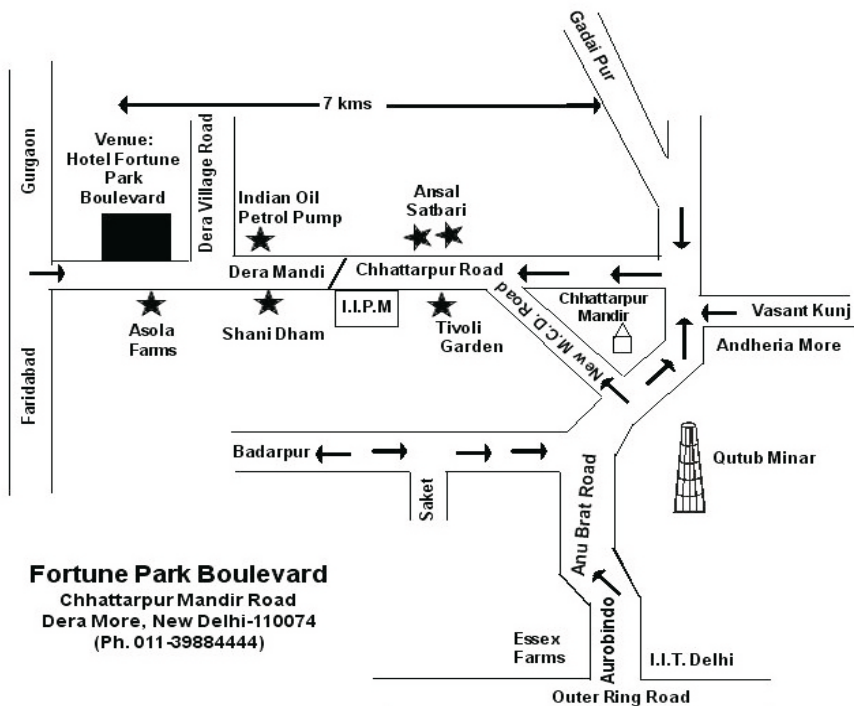 Gadai Pur
7 kms
Gurgaon
Venue:
Hotel Fortune
Park
Boulevard
Dera Village Road
Indian Oil
Petrol Pump
Ansal
Satbari
Dera Mandi
Chhattarpur Road
New M.C.D. Road
Chhattarpur
Mandir
Vasant Kunj
Andheria More
Asola
Farms
Shani Dham
I.I.P.M
Tivoli
Garden
Faridabad
Badarpur
Saket
Qutub Minar
Anu Brat Road
Fortune Park Boulevard
Chhattarpur Mandir Road
Dera More, New Delhi-110074
(Ph. 011-39884444)
Essex
Farms
Aurobindo
I.I.T. Delhi
Outer Ring Road